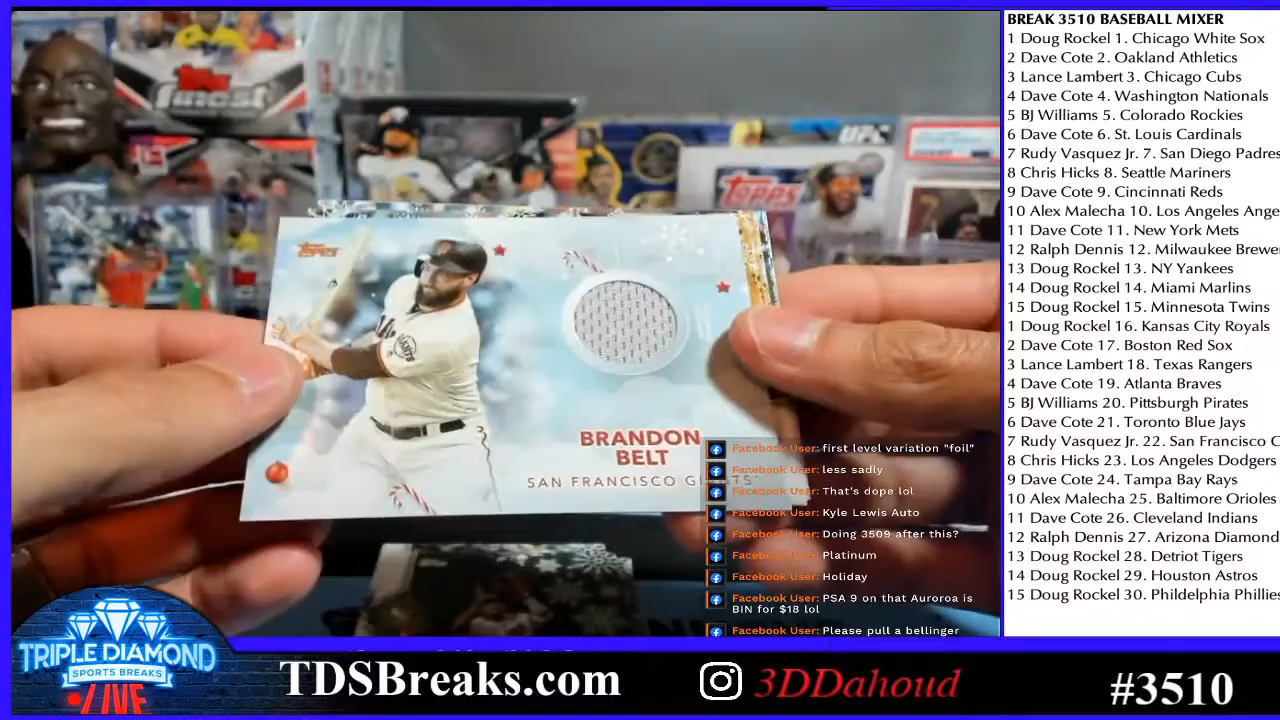 BREAK 3510 BASEBALL MIXER
1 Doug Rockel 1. Chicago White Sox
2 Dave Cote 2. Oakland Athletics
3 Lance Lambert 3. Chicago Cubs
4 Dave Cote 4. Washington Nationals
5 BJ Williams 5. Colorado Rockies
6 Dave Cote 6. St. Louis Cardinals
7 Rudy Vasquez Jr. 7. San Diego Padres
8 Chris Hicks 8. Seattle Mariners
9 Dave Cote 9. Cincinnati Reds
10 Alex Malecha 10. Los Angeles Ange
11 Dave Cote 11. New York Mets
12 Ralph Dennis 12. Milwaukee Brewe
13 Doug Rockel 13. NY Yankees
14 Doug Rockel 14. Miami Marlins
15 Doug Rockel 15. Minnesota Twins
1 Doug Rockel 16. Kansas City Royals
2 Dave Cote 17. Boston Red Sox
3 Lance Lambert 18. Texas Rangers
4 Dave Cote 19. Atlanta Braves
5 BJ Williams 20. Pittsburgh Pirates
6 Dave Cote 21. Toronto Blue Jays
7 Rudy Vasquez Jr. 22. San Francisco C
8 Chris Hicks 23. Los Angeles Dodgers
9 Dave Cote 24. Tampa Bay Rays
10 Alex Malecha 25. Baltimore Orioles
11 Dave Cote 26. Cleveland Indians
12 Ralph Dennis 27. Arizona Diamond
13 Doug Rockel 28. Detriot Tigers
14 Doug Rockel 29. Houston Astros
15 Doug Rockel 30. Phildelphia Phillies
Topps
finest
UFC
TOPPS
Topps
GIANTS
BRANDON
BELT
SAN FRANCISCO GIANTS
Facebook User: first level variation "foil"
Facebook User: less sadly
Facebook User: That's dope lol
Facebook User: Kyle Lewis Auto
Facebook User: Doing 3509 after this?
Facebook User: Platinum
Facebook User: Holiday
Facebook User: PSA 9 on that Auroroa is
BIN for $18 lol
Facebook User: Please pull a bellinger
TRIPLE DIAMOND
SPORTS BREAKS
LIVE
TDSBreaks.com
3DDahoud
#3510